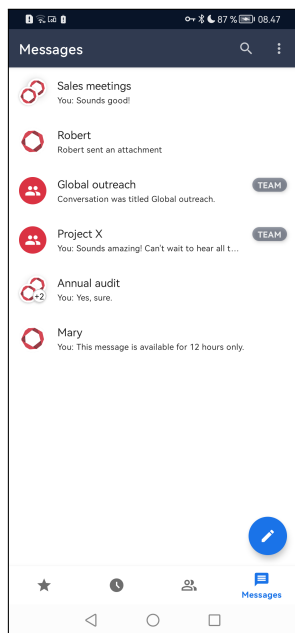 87 % 08.47
Messages
Sales meetings
You: Sounds good!
Robert
Robert sent an attachment
Global outreach
TEAM
Conversation was titled Global outreach.
Project X
TEAM
You: Sounds amazing! Can't wait to hear all t...
Annual audit
+2
You: Yes, sure.
Mary
You: This message is available for 12 hours only.
Messages